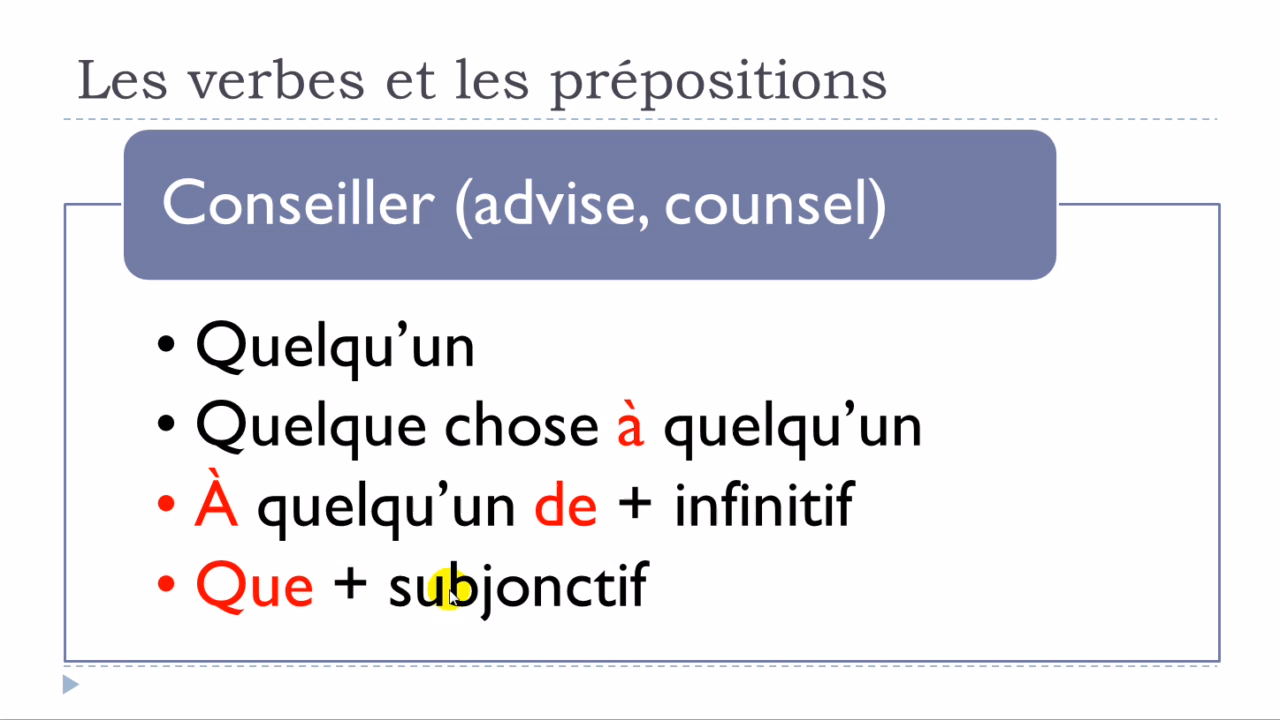 Les verbes et les prépositions
Conseiller (advise, counsel)
• Quelqu’un
• Quelque chose à quelqu’un
• À quelqu’un de + infinitif
• Que + subjonctif